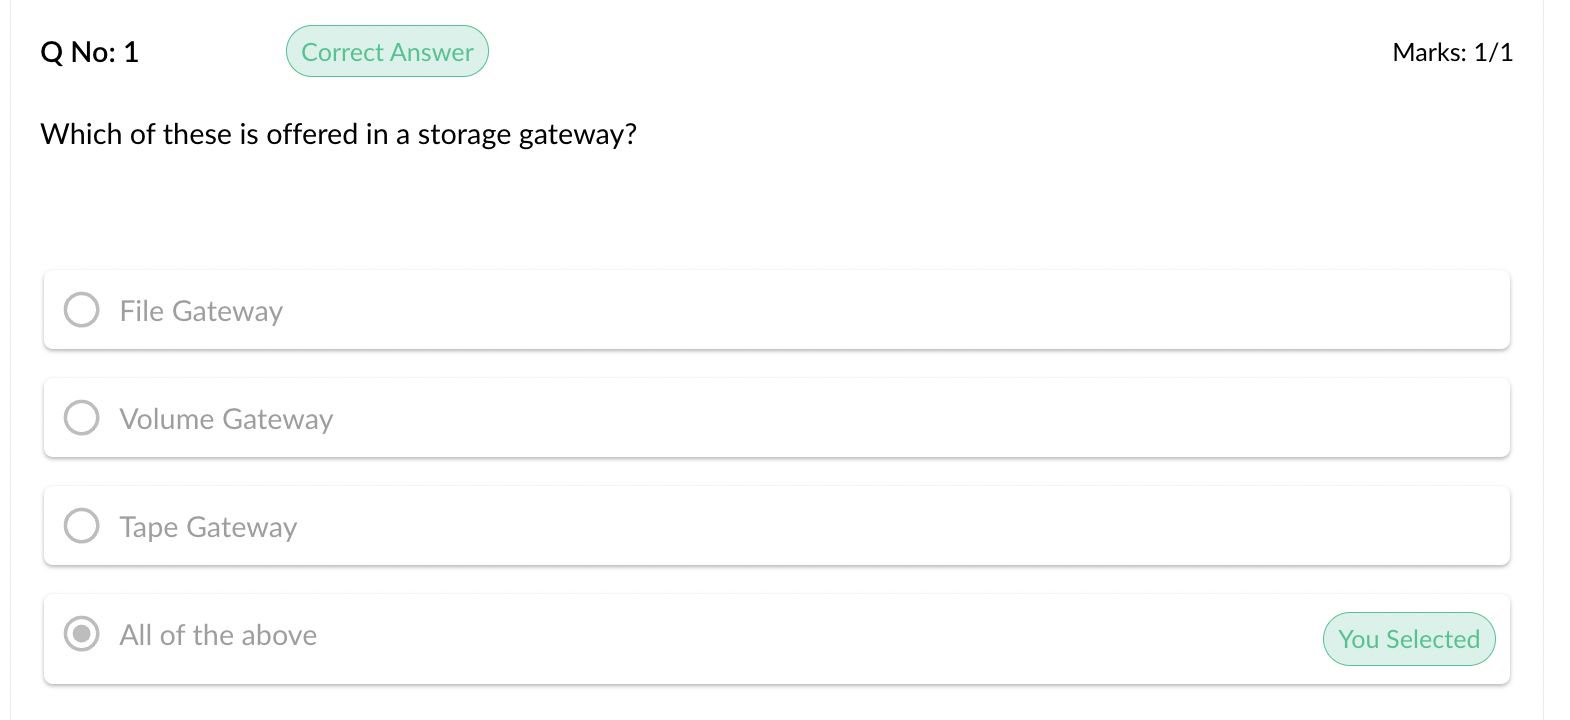 Q No: 1 Correct Answer Marks: 1/1
Which of these is offered in a storage gateway?
File Gateway
Volume Gateway
Tape Gateway
All of the above You Selected